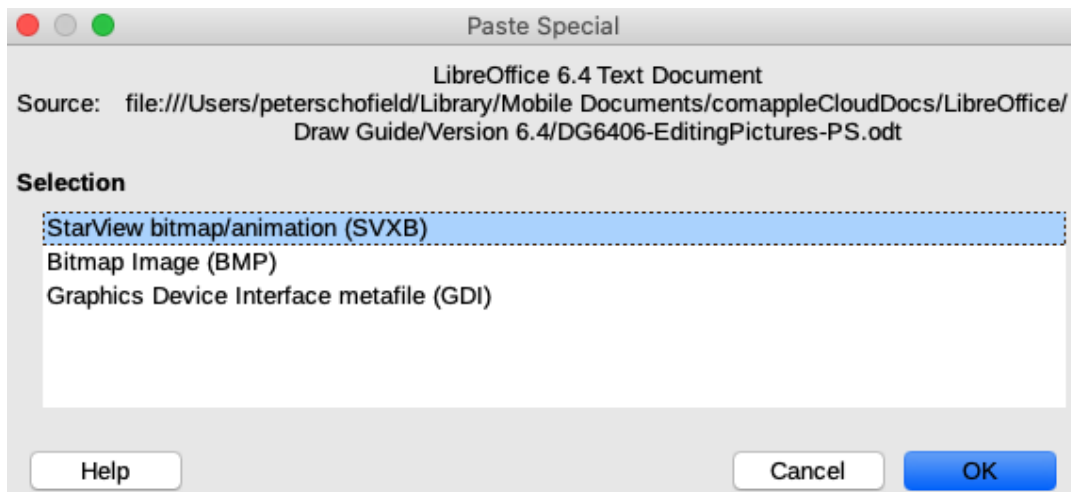 Paste Special
LibreOffice 6.4 Text Document
Source: file:///Users/peterschofield/Library/Mobile Documents/comappleCloudDocs/LibreOffice/
Draw Guide/Version 6.4/DG6406-EditingPictures-PS.odt
Selection
StarView bitmap/animation (SVXB)
Bitmap Image (BMP)
Graphics Device Interface metafile (GDI)
Help Cancel OK